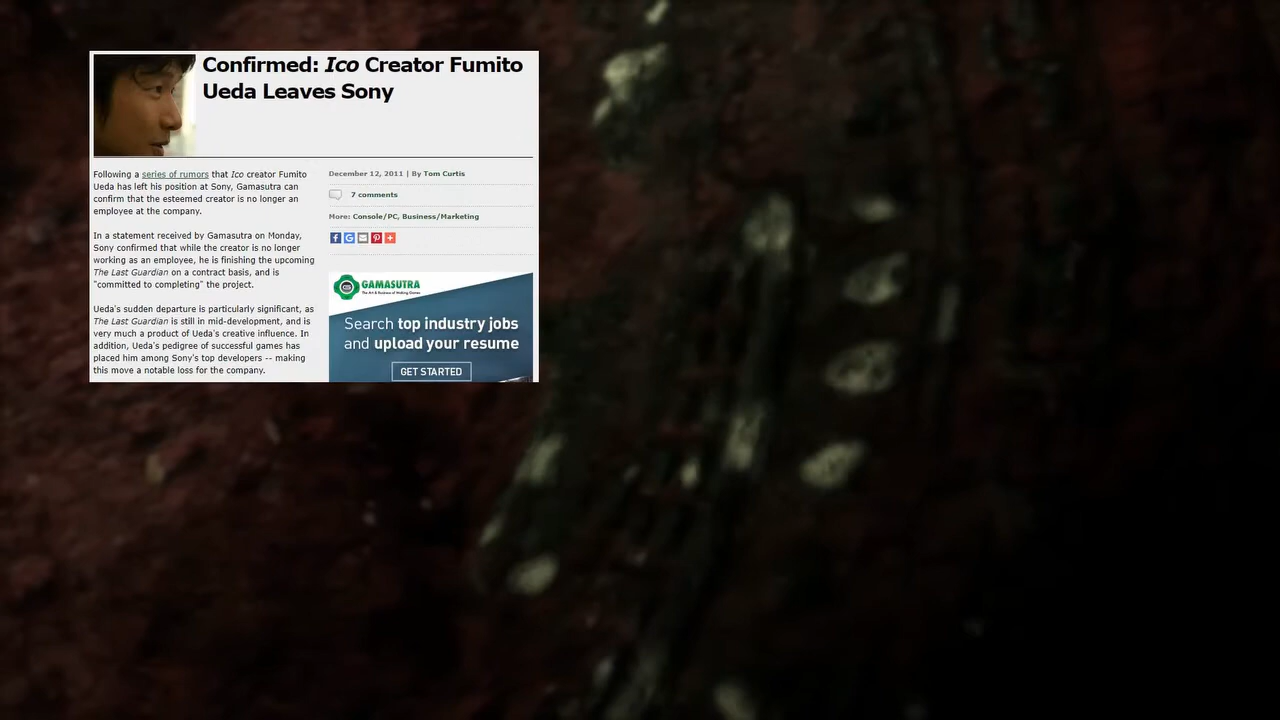 Confirmed: Ico Creator Fumito
Ueda Leaves Sony
Following a series of rumors that Ico creator Fumito
Ueda has left his position at Sony, Gamasutra can
confirm that the esteemed creator is no longer an
employee at the company.
In a statement received by Gamasutra on Monday,
Sony confirmed that while the creator is no longer
working as an employee, he is finishing the upcoming
The Last Guardian on a contract basis, and is
"committed to completing" the project.
Ueda's sudden departure is particularly significant, as
The Last Guardian is still in mid-development, and is
very much a product of Ueda's creative influence. In
addition, Ueda's pedigree of successful games has
placed him among Sony's top developers -- making
this move a notable loss for the company.
December 12, 2011 | By Tom Curtis
7 comments
More: Console/PC, Business/Marketing
GAMASUTRA
The Art & Business of Making Games
Search top industry jobs
and upload your resume
GET STARTED